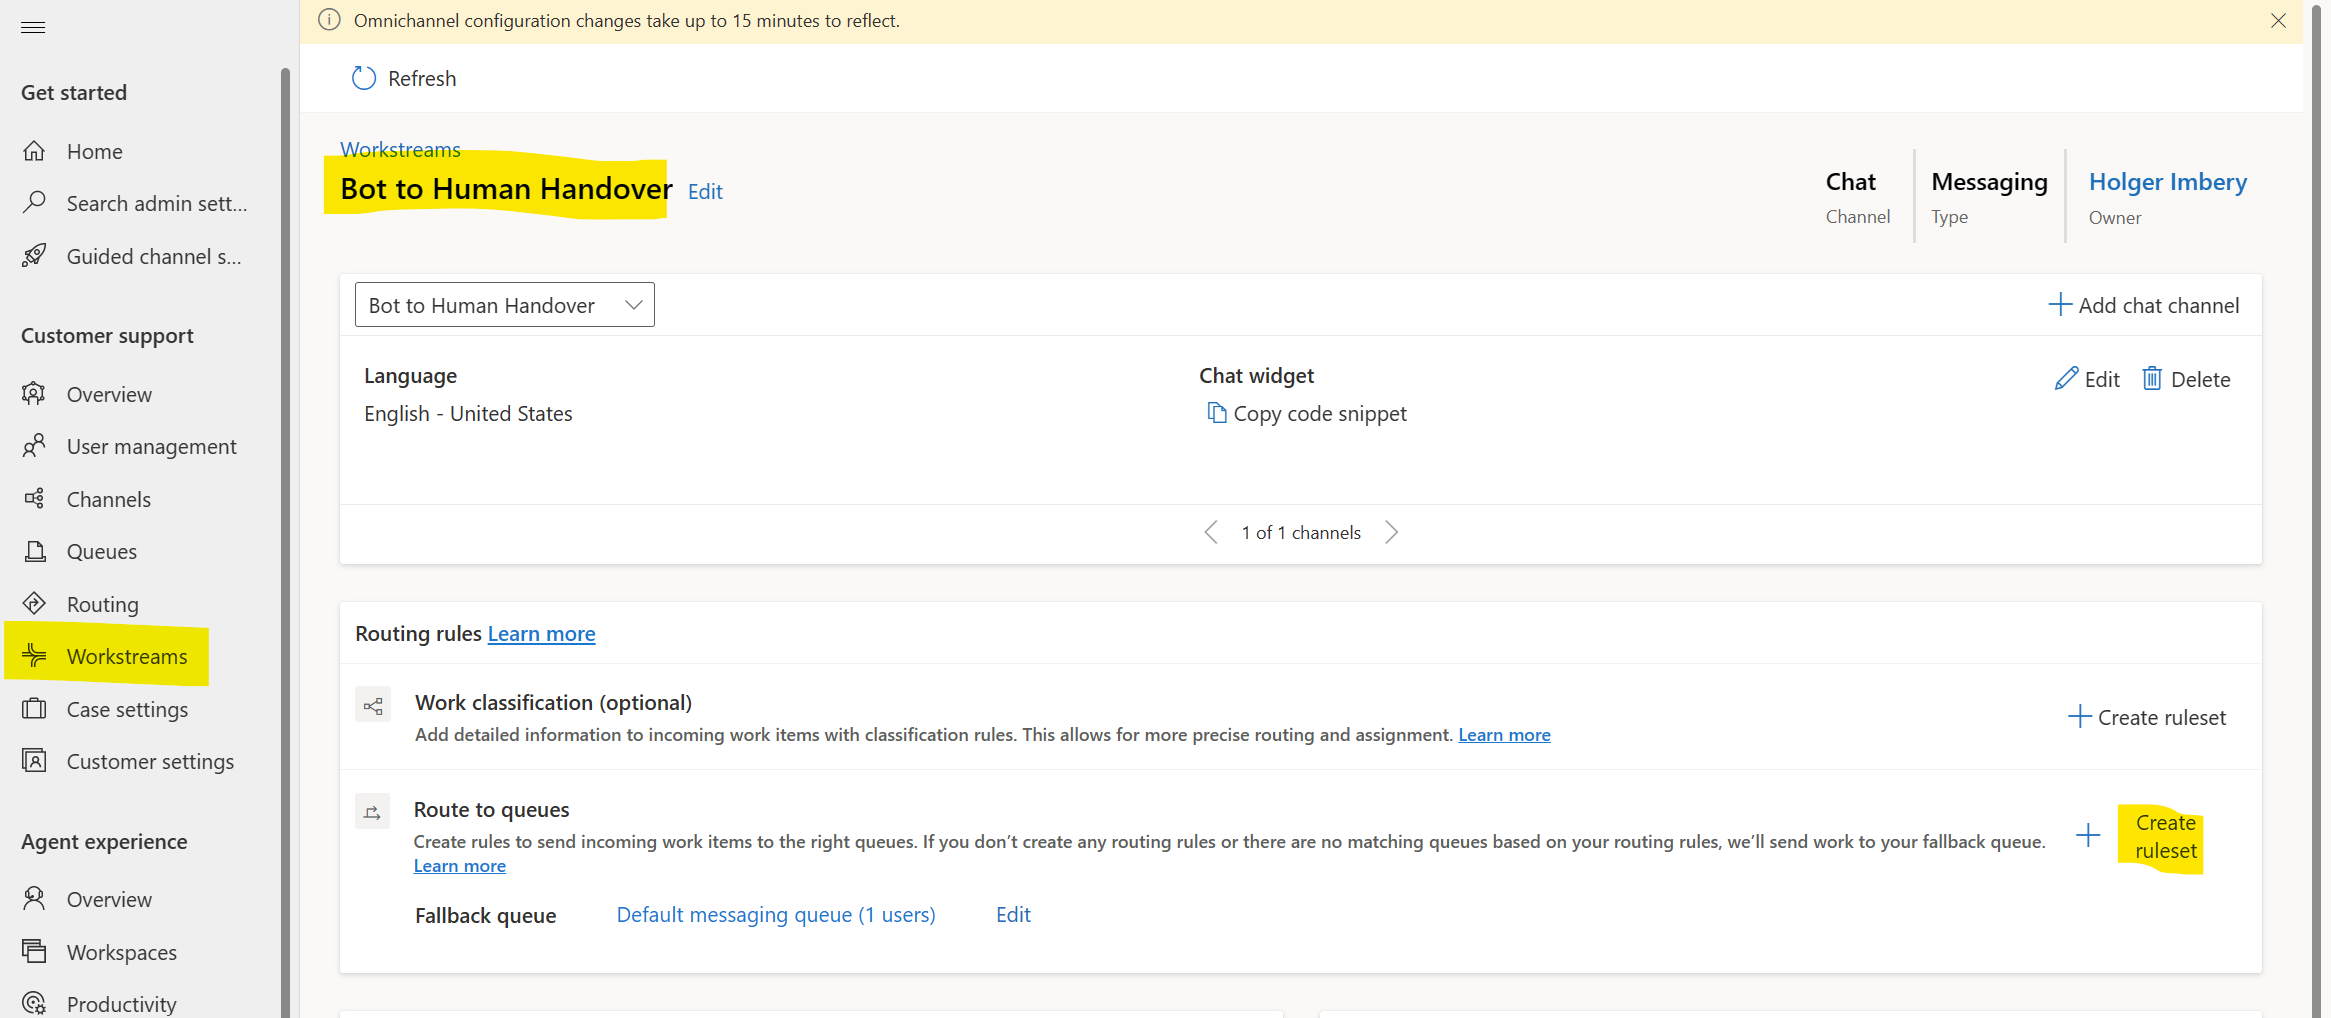 Omnichannel configuration changes take up to 15 minutes to reflect.
Refresh
Get started
Home
Search admin sett...
Guided channel s...
Customer support
Overview
User management
Channels
Queues
Routing
Workstreams
Case settings
Customer settings
Agent experience
Overview
Workspaces
Productivity
Workstreams
Bot to Human Handover Edit
Chat
Channel
Messaging
Type
Holger Imbery
Owner
Bot to Human Handover
Add chat channel
Language
English - United States
Chat widget
Copy code snippet
Edit
Delete
1 of 1 channels
Routing rules Learn more
Work classification (optional)
Add detailed information to incoming work items with classification rules. This allows for more precise routing and assignment. Learn more
Create ruleset
Route to queues
Create rules to send incoming work items to the right queues. If you don't create any routing rules or there are no matching queues based on your routing rules, we'll send work to your fallback queue.
Learn more
Create
ruleset
Fallback queue Default messaging queue (1 users) Edit